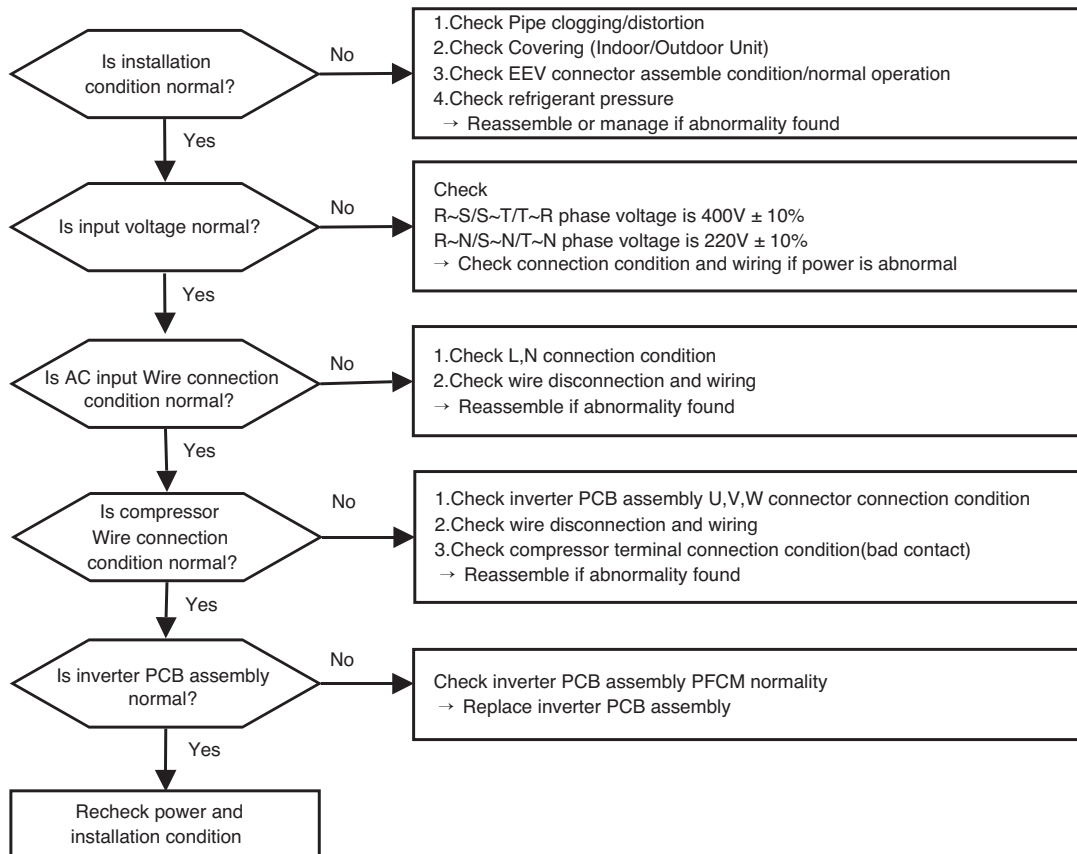 Is installation
condition normal?
No
1.Check Pipe clogging/distortion
2.Check Covering (Indoor/Outdoor Unit)
3.Check EEV connector assemble condition/normal operation
4.Check refrigerant pressure
→ Reassemble or manage if abnormality found
Yes
Is input voltage normal?
No
Check
R~S/S~T/T~R phase voltage is 400V ± 10%
R~N/S~N/T~N phase voltage is 220V ± 10%
→ Check connection condition and wiring if power is abnormal
Yes
Is AC input Wire connection
condition normal?
No
1.Check L,N connection condition
2.Check wire disconnection and wiring
→ Reassemble if abnormality found
Yes
Is compressor
Wire connection
condition normal?
No
1.Check inverter PCB assembly U,V,W connector connection condition
2.Check wire disconnection and wiring
3.Check compressor terminal connection condition(bad contact)
→ Reassemble if abnormality found
Yes
Is inverter PCB assembly
normal?
No
Check inverter PCB assembly PFCM normality
→ Replace inverter PCB assembly
Yes
Recheck power and
installation condition